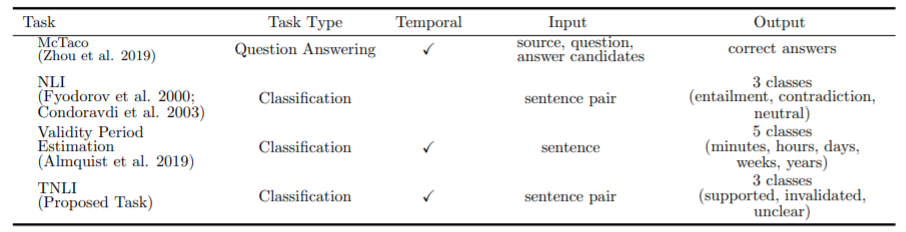 Task Task Type Temporal Input Output
McTaco
(Zhou et al. 2019) Question Answering ✓ source, question,
answer candidates correct answers
NLI
(Fyodorov et al. 2000;
Condoravdi et al. 2003) Classification sentence pair 3 classes
(entailment, contradiction,
neutral)
Validity Period
Estimation
(Almquist et al. 2019) Classification ✓ sentence 5 classes
(minutes, hours, days,
weeks, years)
TNLI
(Proposed Task) Classification ✓ sentence pair 3 classes
(supported, invalidated,
unclear)